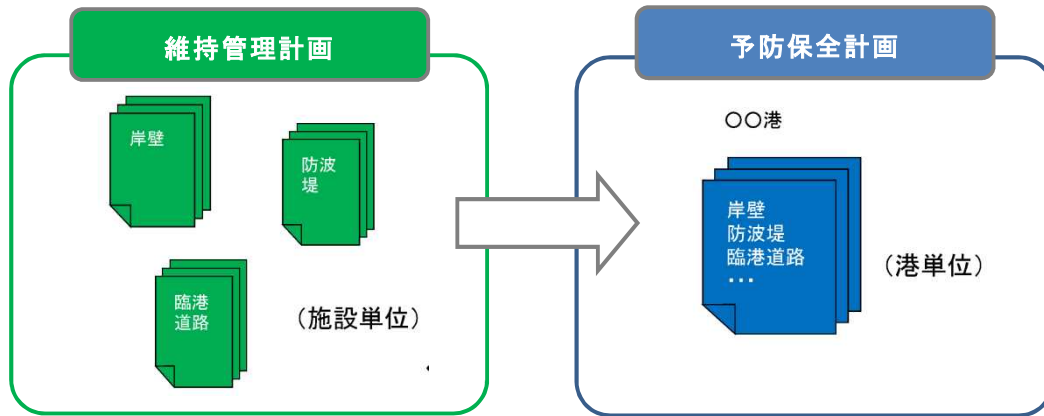 維持管理計画
岸壁
防波
堤
臨港
道路
（施設単位）
予防保全計画
〇〇港
岸壁
防波堤
臨港道路
…
（港単位）